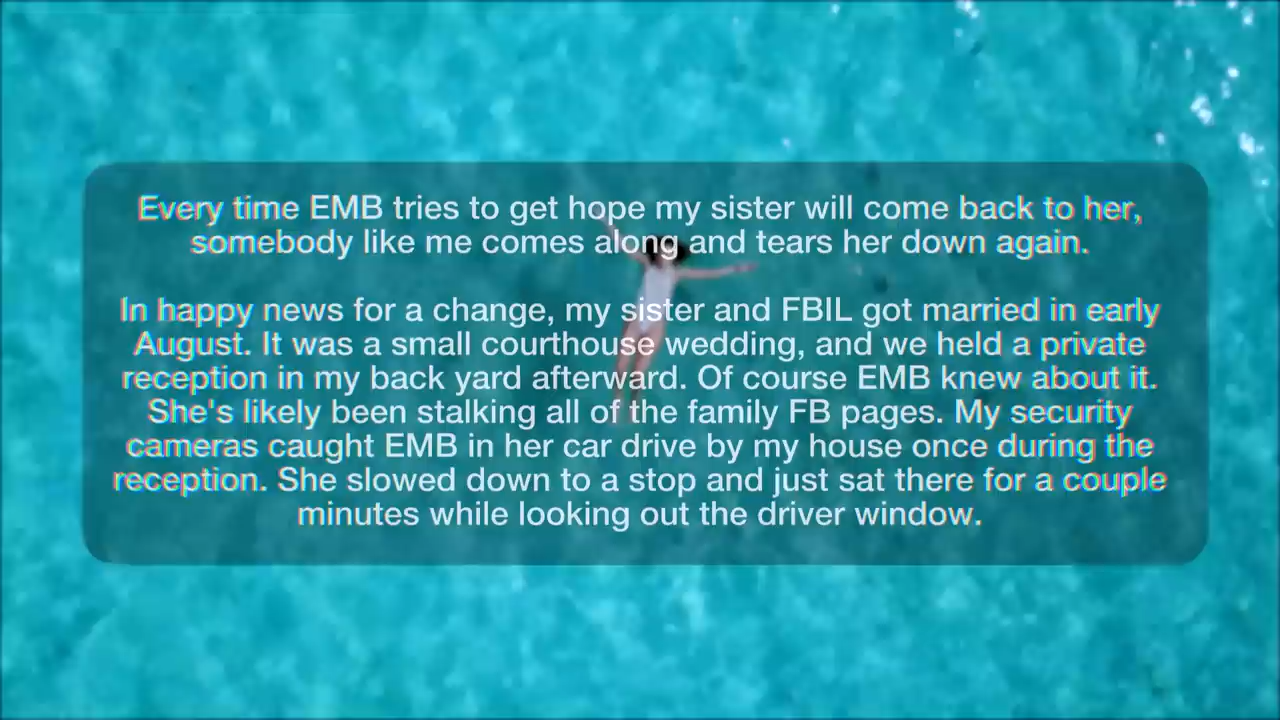 Every time EMB tries to get hope my sister will come back to her,
somebody like me comes along and tears her down again.
In happy news for a change, my sister and FBIL got married in early
August. It was a small courthouse wedding, and we held a private
reception in my back yard afterward. Of course EMB knew about it.
She's likely been stalking all of the family FB pages. My security
cameras caught EMB in her car drive by my house once during the
reception. She slowed down to a stop and just sat there for a couple
minutes while looking out the driver window.